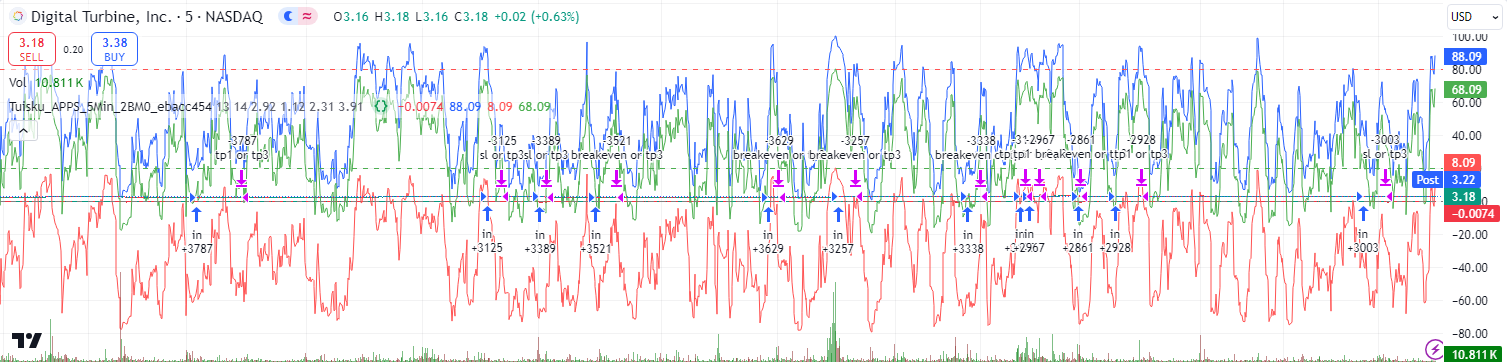 Digital Turbine, Inc. · 5 · NASDAQ O3.16 H3.18 L3.16 C3.18 +0.02 (+0.63%)
USD
3.18 SELL
0.20
3.38 BUY
Vol 10.811 K
Tuisku_APPS_5Min_2BM0_ebacc454 13 14 2.92 1.12 2.31 3.91 −0.0074 88.09 8.09 68.09
100.00
88.09
80.00
68.09
60.00
40.00
8.09
Post 3.22
3.18
−0.0074
−20.00
−40.00
−60.00
−80.00
10.811 K
-3787
tp1 or tp3
-3125
sl or tp3
-3389
sl or tp3
-3521
breakeven or tp3
-3629
breakeven or
-3257
breakeven or tp3
-3338
breakeven or
-2967
-2861
breakeven or
-2928
tp1 or tp3
-3003
sl or tp3
in
+3787
in
+3125
in
+3389
in
+3521
in
+3629
in
+3257
in
+3338
in
in
+2967
in
+2861
in
+2928
in
+3003